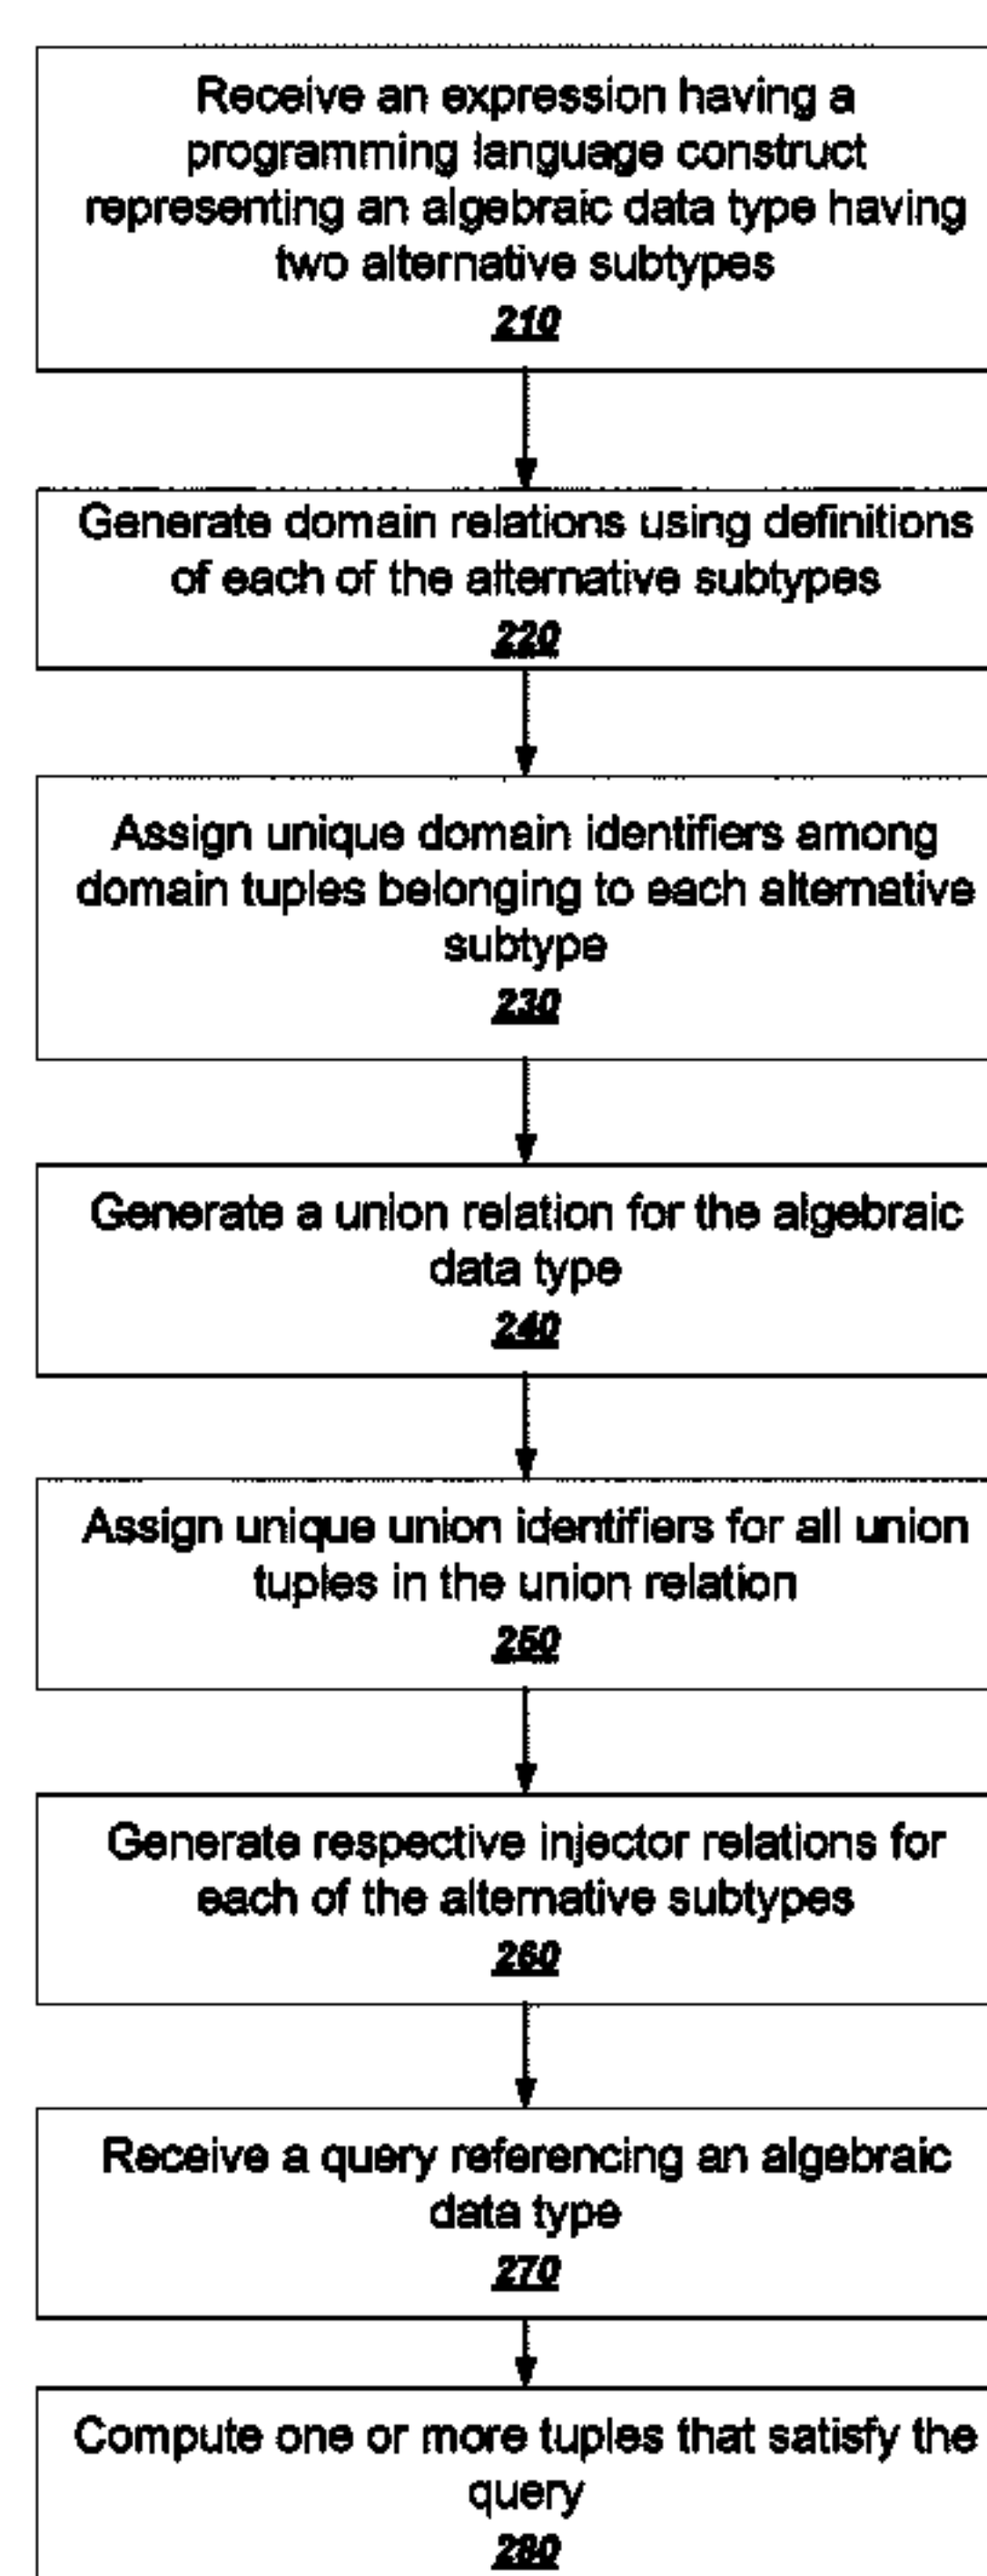 Receive an expression having a
programming language construct
representing an algebraic data type having
two alternative subtypes
210
Generate domain relations using definitions
of each of the alternative subtypes
220
Assign unique domain identifiers among
domain tuples belonging to each alternative
subtype
230
Generate a union relation for the algebraic
data type
240
Assign unique union identifiers for all union
tuples in the union relation
250
Generate respective injector relations for
each of the alternative subtypes
260
Receive a query referencing an algebraic
data type
270
Compute one or more tuples that satisfy the
query
280